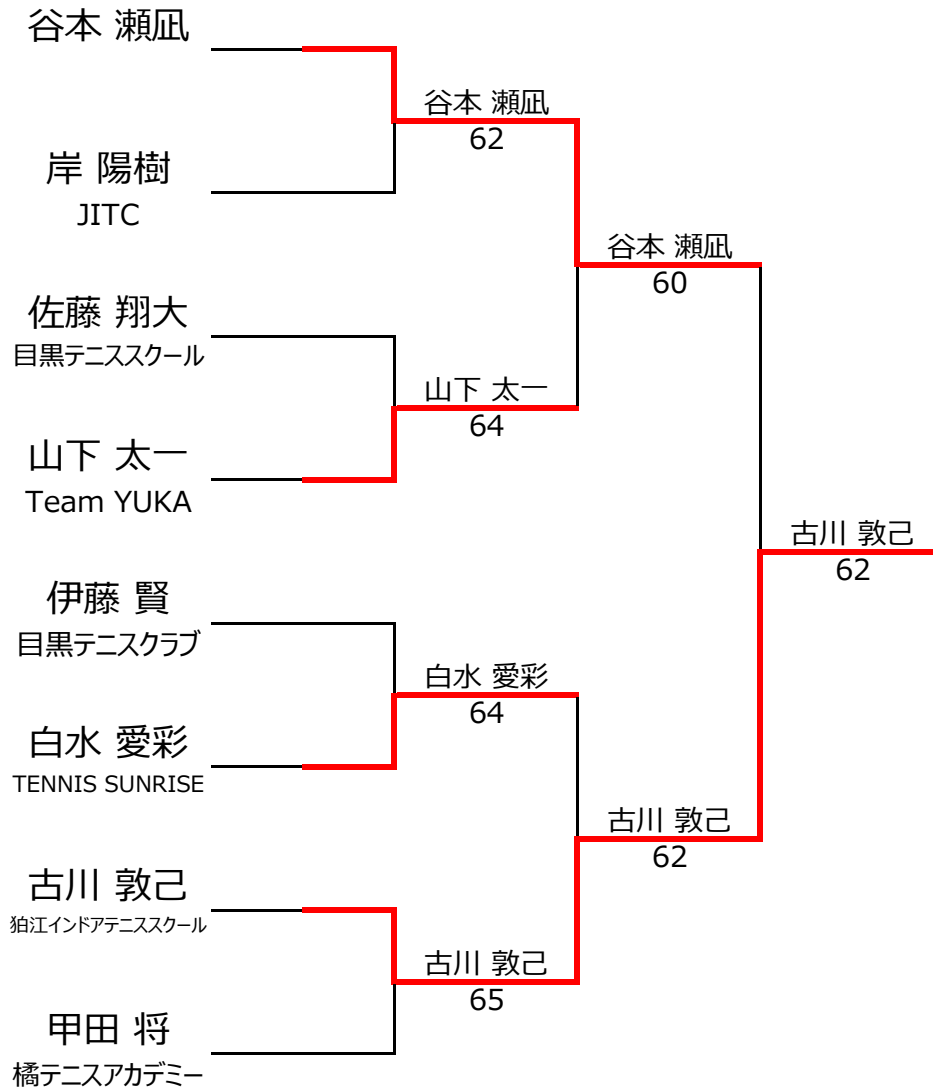 谷本 瀬凪
岸 陽樹
JITC
佐藤 翔大
目黒テニススクール
山下 太一
Team YUKA
伊藤 賢
目黒テニスクラブ
白水 愛彩
TENNIS SUNRISE
古川 敦己
狛江インドアテニススクール
甲田 将
橘テニスアカデミー
谷本 瀬凪
62
山下 太一
64
白水 愛彩
64
古川 敦己
65
谷本 瀬凪
60
古川 敦己
62
古川 敦己
62